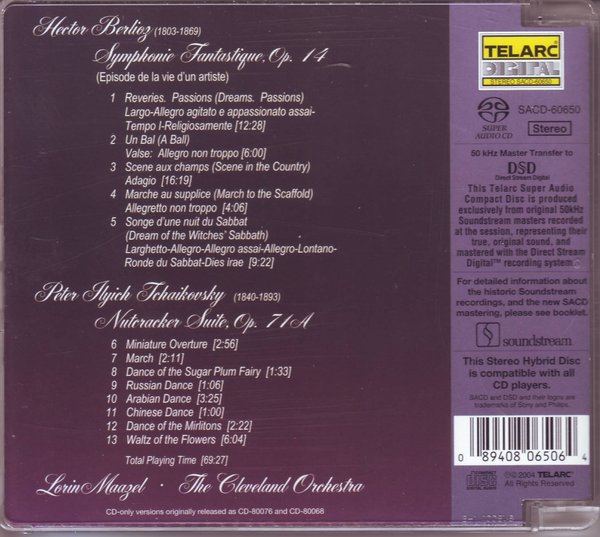 Hector Berlioz (1803-1869)
Symphonie Fantastique, Op. 14
(Episode de la vie d'un artiste)
1 Reveries. Passions (Dreams. Passions)
Largo-Allegro agitato e appassionato assai-
Tempo I-Religiosamente [12:28]
2 Un Bal (A Ball)
Valse: Allegro non troppo [6:00]
3 Scene aux champs (Scene in the Country)
Adagio [16:19]
4 Marche au supplice (March to the Scaffold)
Allegretto non troppo [4:06]
5 Songe d'une nuit du Sabbat
(Dream of the Witches' Sabbath)
Larghetto-Allegro-Allegro assai-Allegro-Lontano-
Ronde du Sabbat-Dies irae [9:22]
Peter Ilyich Tchaikovsky (1840-1893)
Nutcracker Suite, Op. 71A
6 Miniature Overture [2:56]
7 March [2:11]
8 Dance of the Sugar Plum Fairy [1:33]
9 Russian Dance [1:06]
10 Arabian Dance [3:25]
11 Chinese Dance [1:00]
12 Dance of the Mirlitons [2:22]
13 Waltz of the Flowers [6:04]
Total Playing Time [69:27]
Lorin Maazel · The Cleveland Orchestra
CD-only versions originally released as CD-80076 and CD-80068
TELARC
DIGITAL
STEREO SACD-60650
SACD-60650
SUPER AUDIO CD
Stereo
50 kHz Master Transfer to
DSD
Direct Stream Digital
This Telarc Super Audio
Compact Disc is produced
exclusively from original 50kHz
Soundstream masters recorded
at the session, representing their
true, original sound, and
mastered with the Direct Stream
Digital™ recording system.
For detailed information about
the historic Soundstream
recordings, and the new SACD
mastering, please see booklet.
soundstream
This Stereo Hybrid Disc
is compatible with all
CD players.
SACD and DSD and their logos are
trademarks of Sony and Philips.
0 89408 06506 4
COMPACT disc DIGITAL AUDIO
℗© 2004 TELARC
All Rights Reserved.